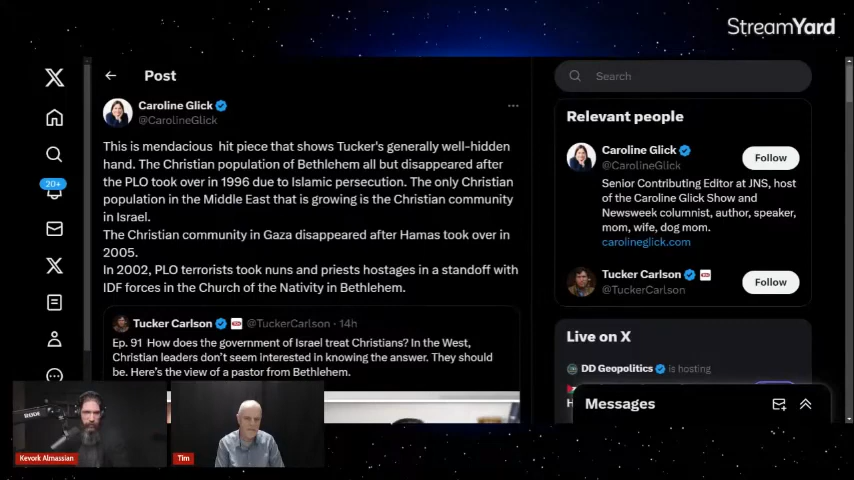 StreamYard
Post
Search
Caroline Glick
@CarolineGlick
This is mendacious hit piece that shows Tucker's generally well-hidden
hand. The Christian population of Bethlehem all but disappeared after
the PLO took over in 1996 due to Islamic persecution. The only Christian
population in the Middle East that is growing is the Christian community
in Israel.
The Christian community in Gaza disappeared after Hamas took over in
2005.
In 2002, PLO terrorists took nuns and priests hostages in a standoff with
IDF forces in the Church of the Nativity in Bethlehem.
Tucker Carlson @TuckerCarlson · 14h
Ep. 91 How does the government of Israel treat Christians? In the West,
Christian leaders don't seem interested in knowing the answer. They should
be. Here's the view of a pastor from Bethlehem.
20+
Relevant people
Caroline Glick
@CarolineGlick
Follow
Senior Contributing Editor at JNS, host
of the Caroline Glick Show and
Newsweek columnist, author, speaker,
mom, wife, dog mom.
carolineglick.com
Tucker Carlson
@TuckerCarlson
Follow
Live on X
DD Geopolitics is hosting
Messages
Kevork Almassian
Tim